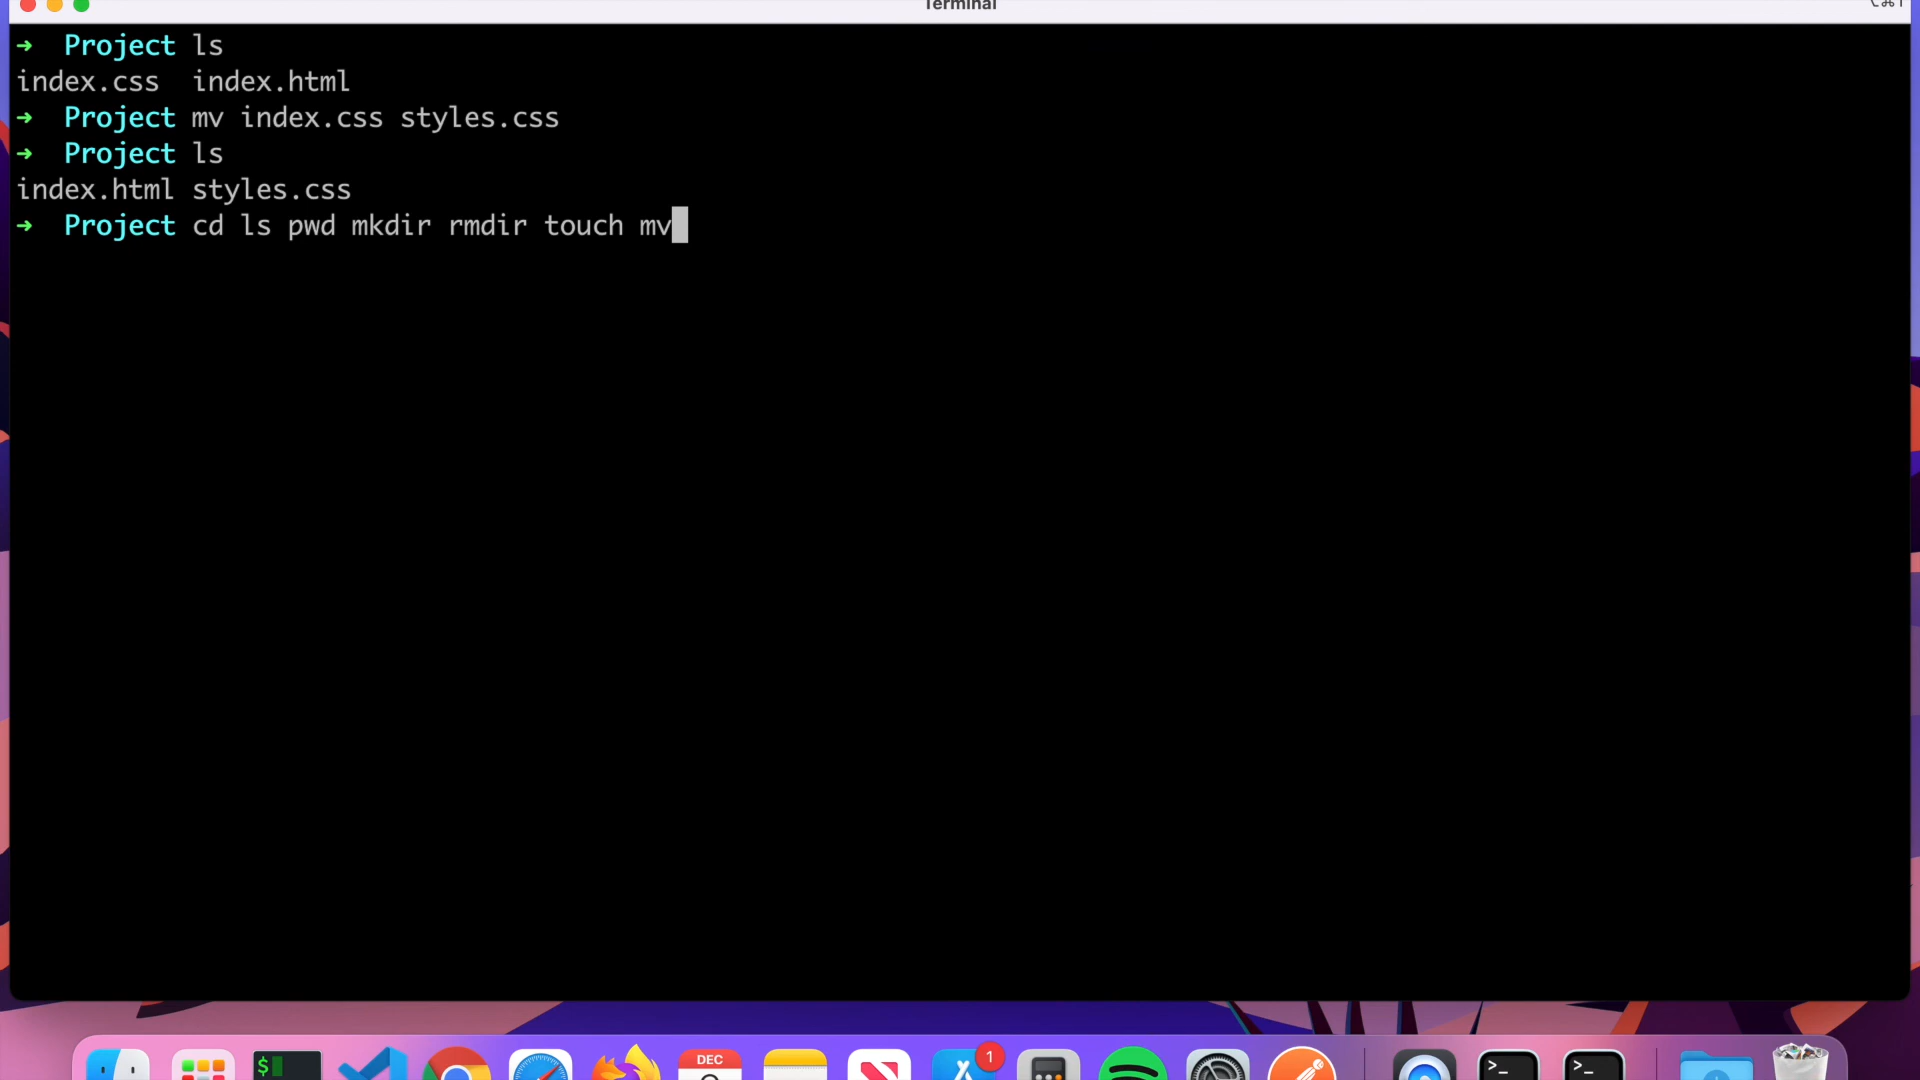 Terminal
➜ Project ls
index.css index.html
➜ Project mv index.css styles.css
➜ Project ls
index.html styles.css
➜ Project cd ls pwd mkdir rmdir touch mv
$
DEC
1
>_
>_